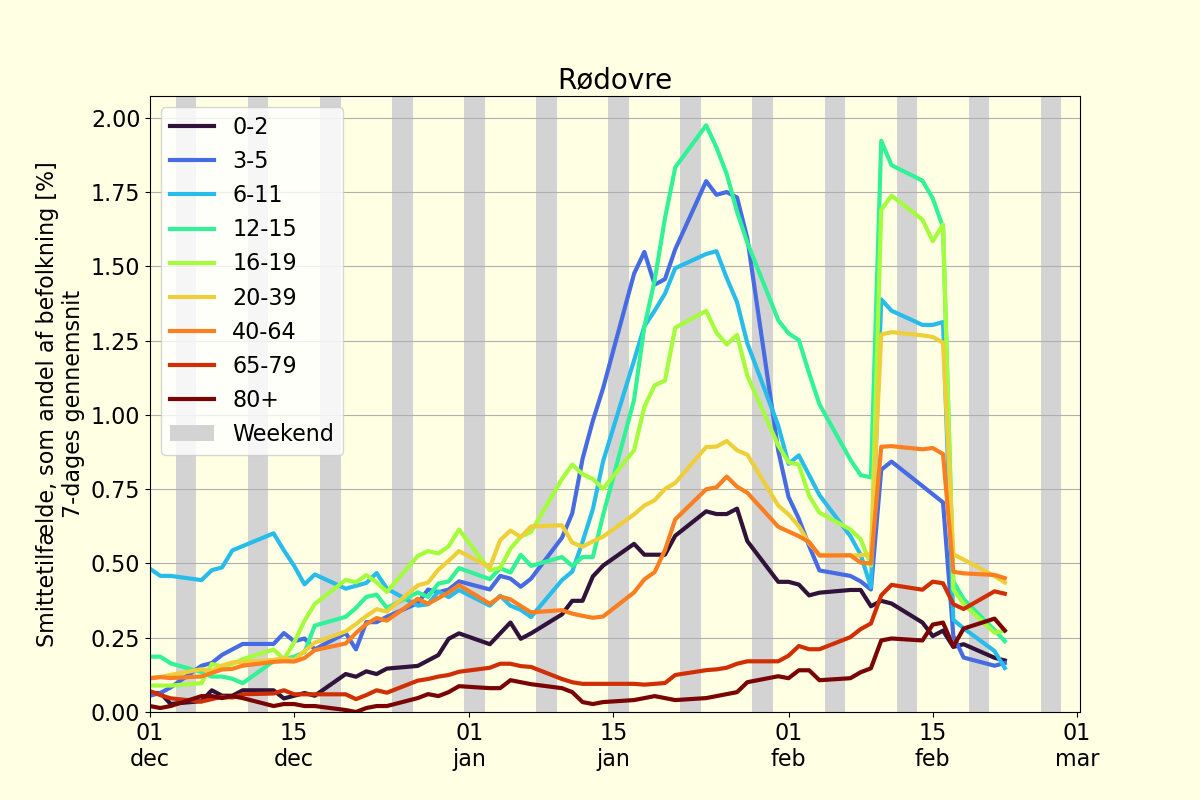 Rødovre
Smittetilfælde, som andel af befolkning [%]
7-dages gennemsnit
2.00
1.75
1.50
1.25
1.00
0.75
0.50
0.25
0.00
0-2
3-5
6-11
12-15
16-19
20-39
40-64
65-79
80+
Weekend
01
dec
15
dec
01
jan
15
jan
01
feb
15
feb
01
mar